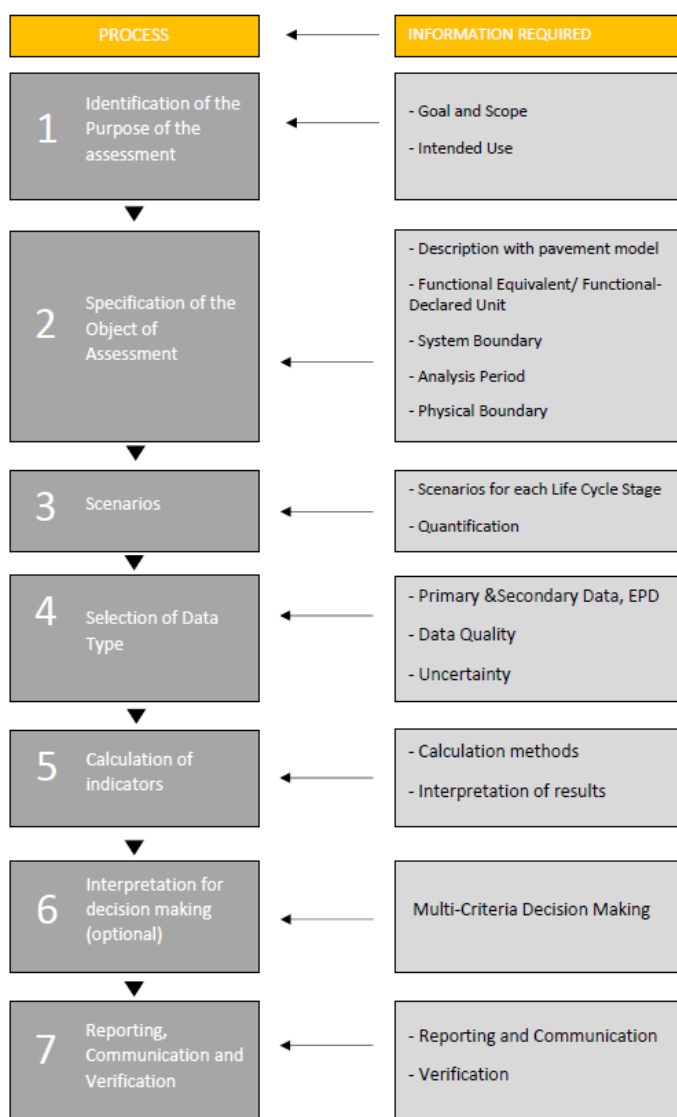 PROCESS
INFORMATION REQUIRED
1
Identification of the
Purpose of the
assessment
- Goal and Scope
- Intended Use
2
Specification of the
Object of
Assessment
- Description with pavement model
- Functional Equivalent/ Functional-
Declared Unit
- System Boundary
- Analysis Period
- Physical Boundary
3
Scenarios
- Scenarios for each Life Cycle Stage
- Quantification
4
Selection of Data
Type
- Primary &Secondary Data, EPD
- Data Quality
- Uncertainty
5
Calculation of
indicators
- Calculation methods
- Interpretation of results
6
Interpretation for
decision making
(optional)
Multi-Criteria Decision Making
7
Reporting,
Communication and
Verification
- Reporting and Communication
- Verification